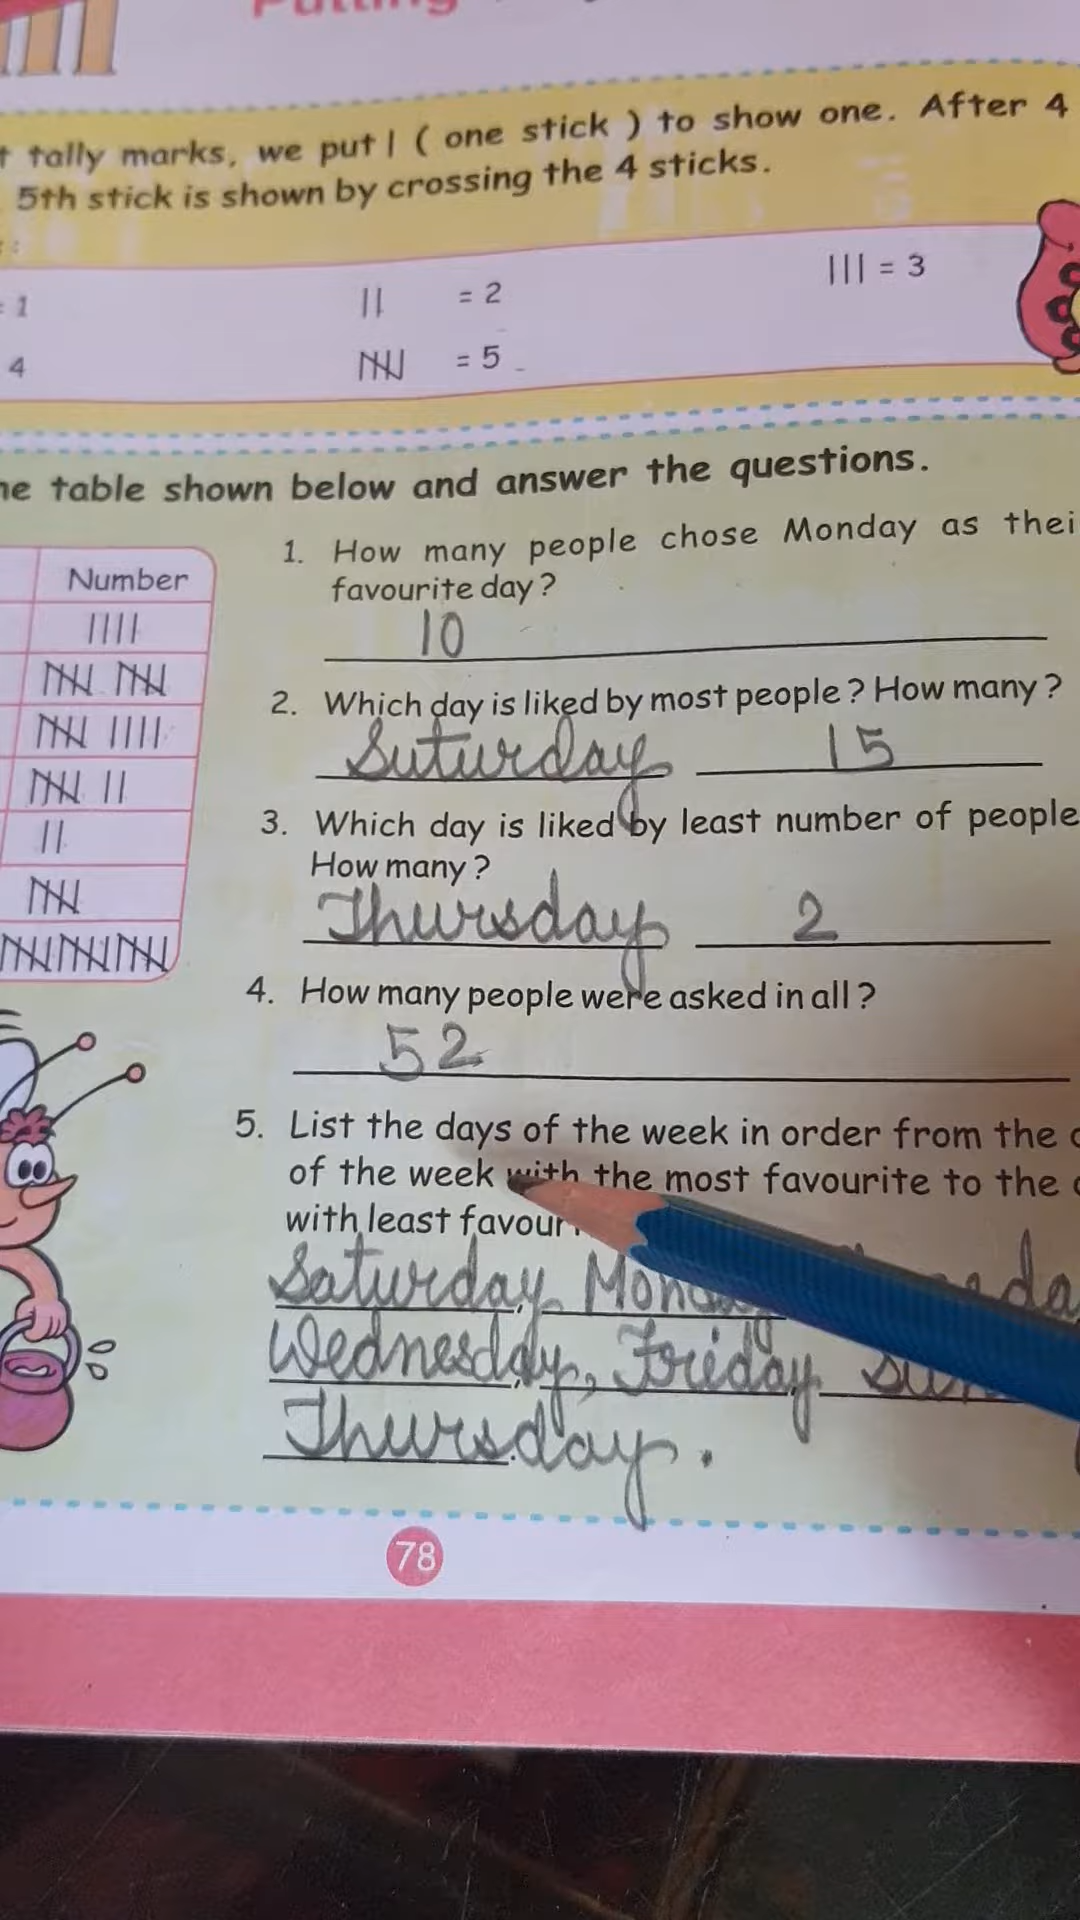 Putting
t tally marks, we put | ( one stick ) to show one. After 4
5th stick is shown by crossing the 4 sticks.
:
= 1
|| = 2
||| = 3
4
= 5
ne table shown below and answer the questions.
Number
1. How many people chose Monday as thei
favourite day?
10
2. Which day is liked by most people? How many?
Suturday 15
3. Which day is liked by least number of people
How many?
Thursday 2
4. How many people were asked in all?
52
5. List the days of the week in order from the
of the week with the most favourite to the
with least favour
Saturday Mon
Wednesday, Friday
Thursday.
78